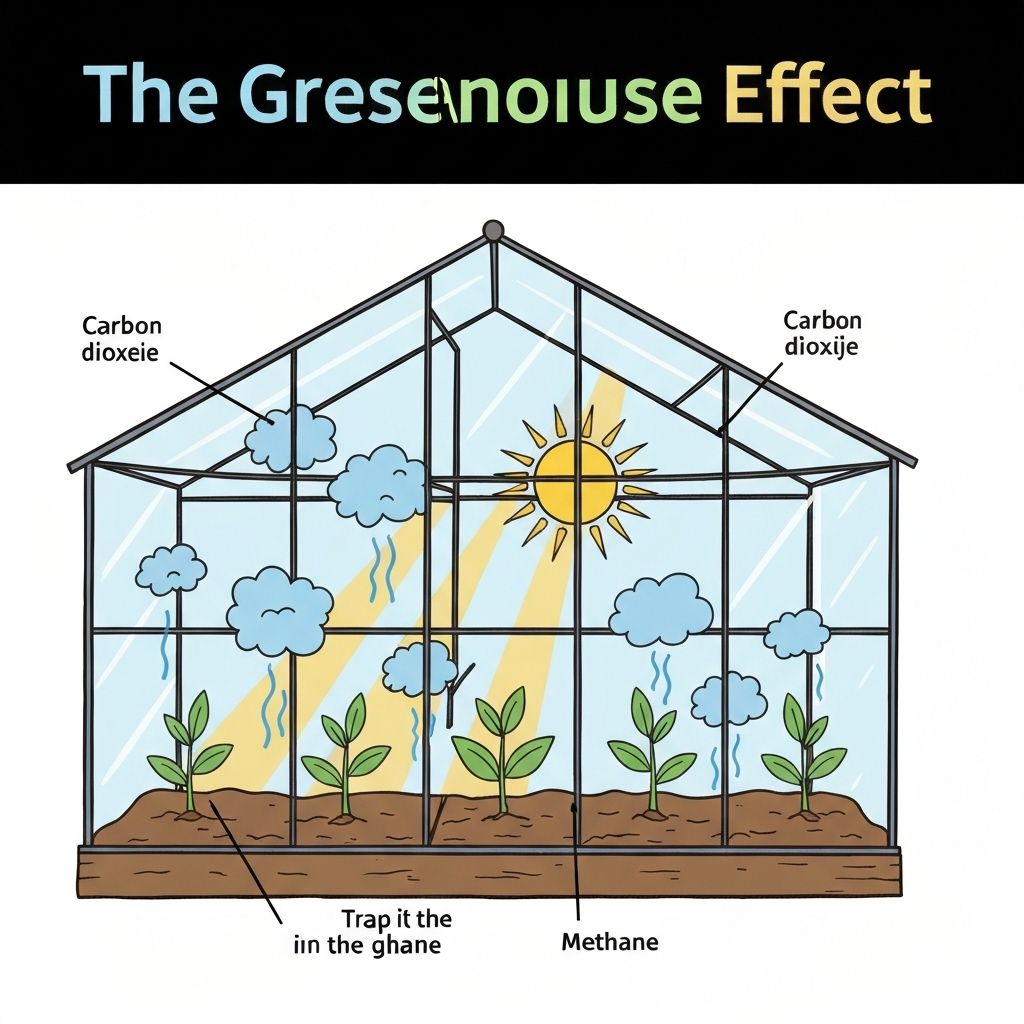 The Gresenoiuse Effect
Carbon
dioxeie
Carbon
dioxije
Trap it the
iin the ghane
Methane